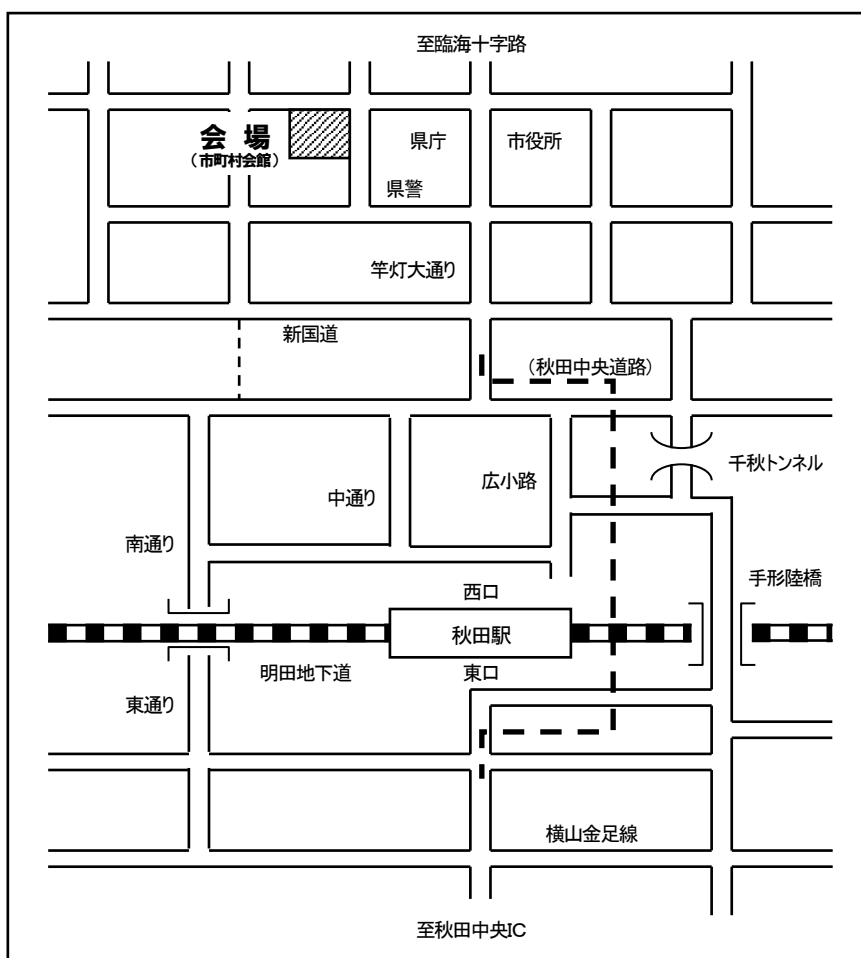 至臨海十字路
会場
（市町村会館）
県庁
市役所
県警
竿灯大通り
新国道
（秋田中央道路）
千秋トンネル
広小路
中通り
南通り
手形陸橋
西口
秋田駅
東口
明田地下道
東通り
横山金足線
至秋田中央IC